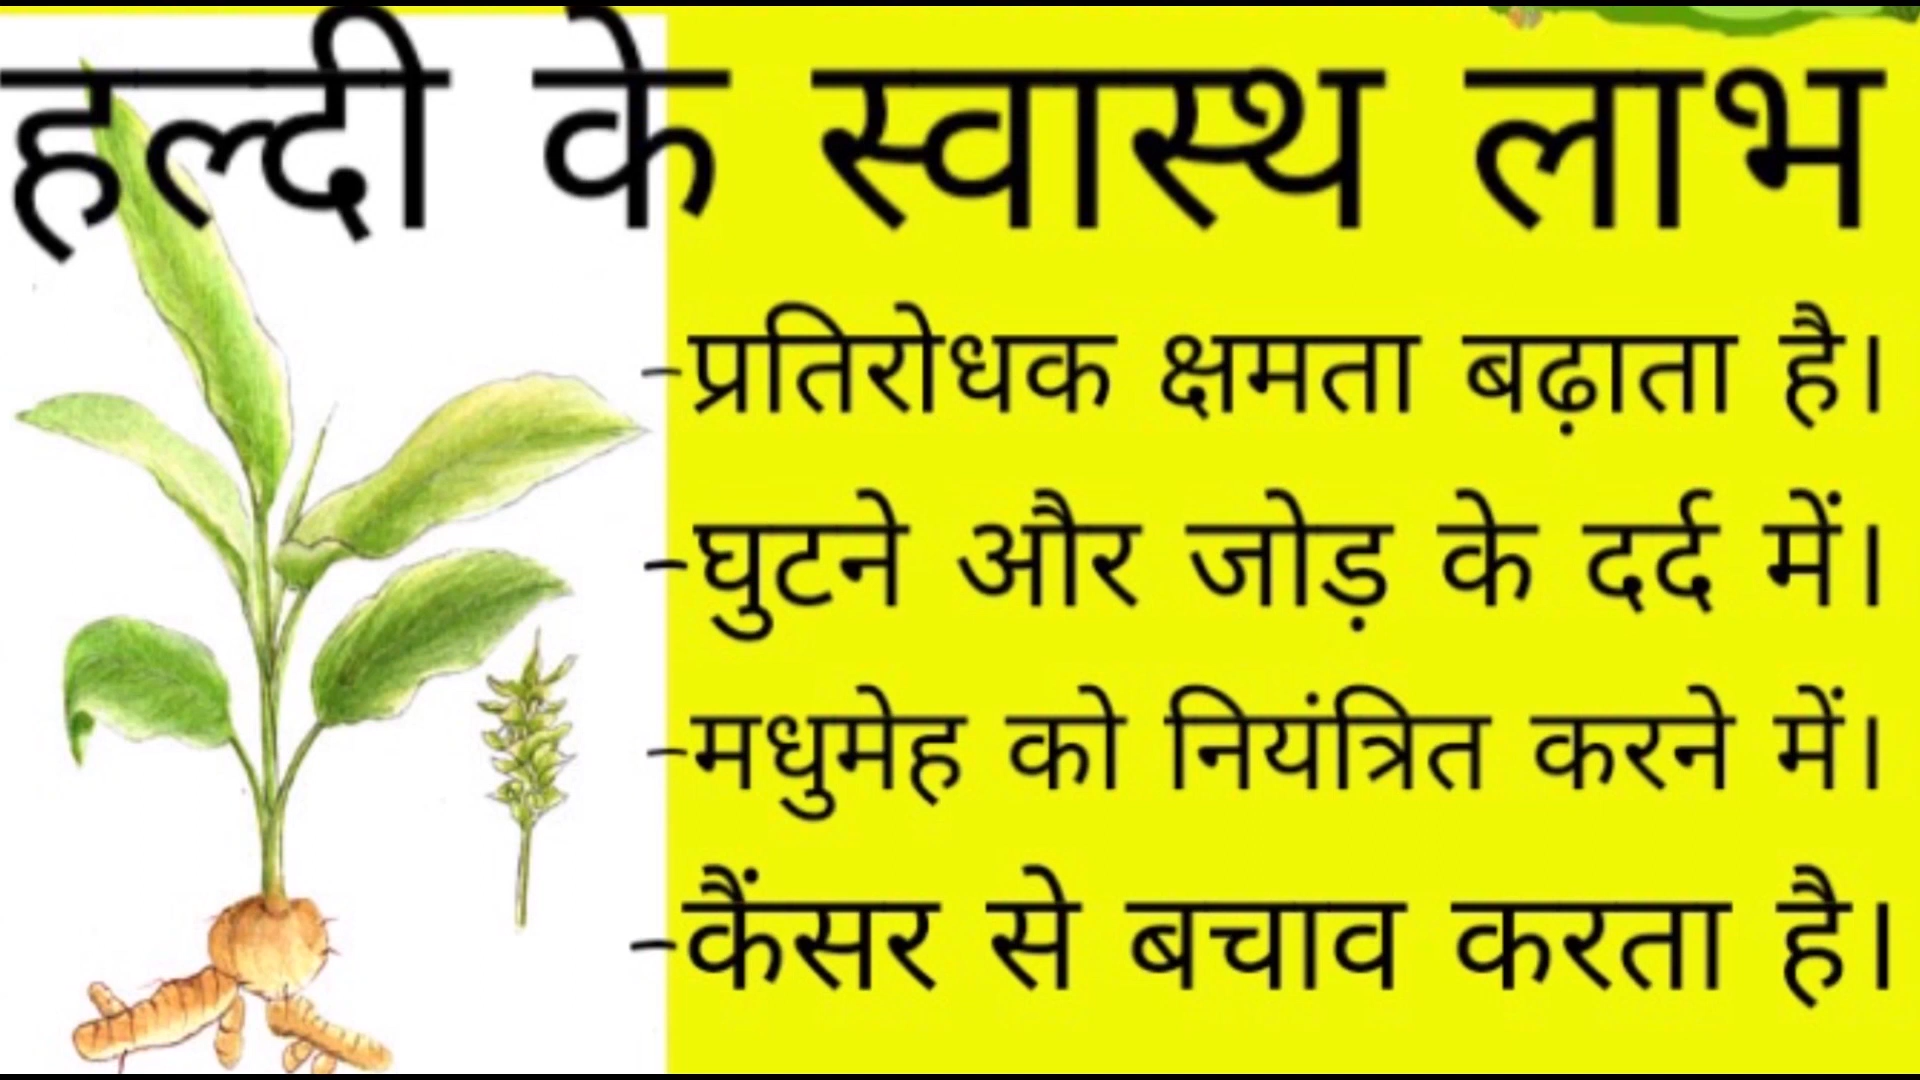 हल्दी के स्वास्थ लाभ
-प्रतिरोधक क्षमता बढ़ाता है।
-घुटने और जोड़ के दर्द में।
-मधुमेह को नियंत्रित करने में।
-कैंसर से बचाव करता है।